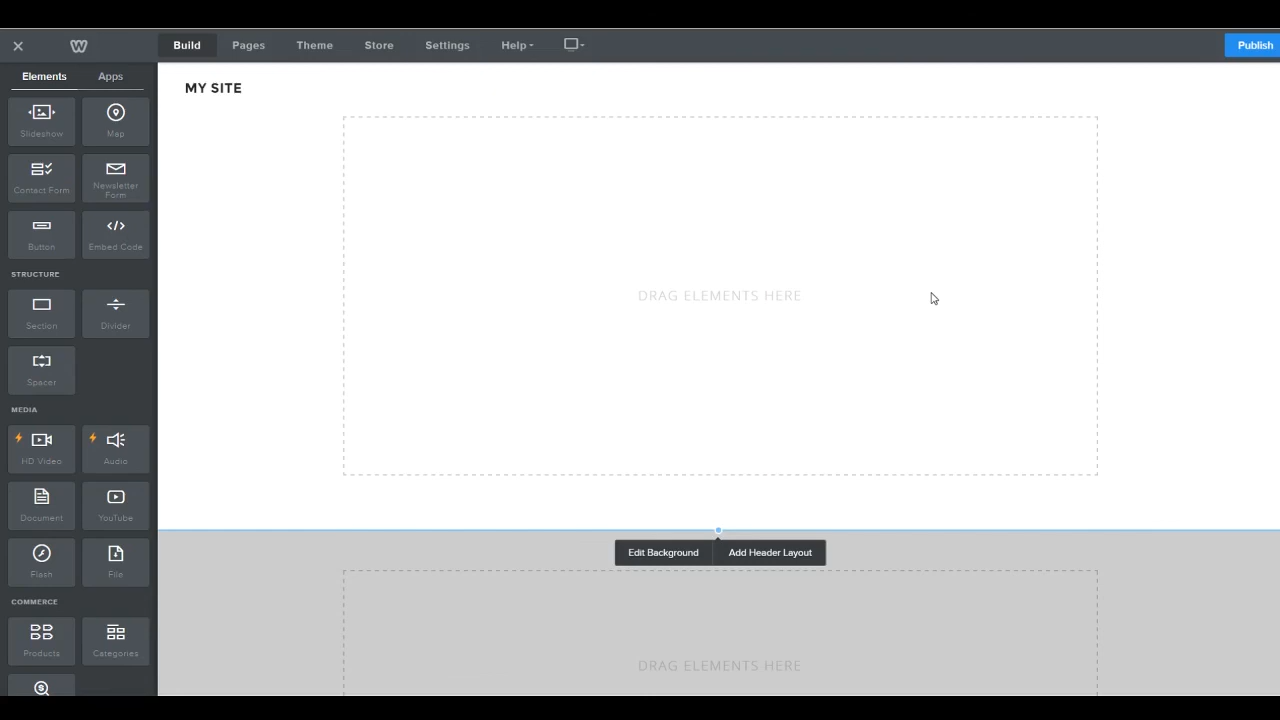 Build Pages Theme Store Settings Help Publish
Elements Apps
MY SITE
Slideshow Map
Contact Form Newsletter Form
Button Embed Code
STRUCTURE
Section Divider
DRAG ELEMENTS HERE
Spacer
MEDIA
HD Video Audio
Document YouTube
Flash File
Edit Background Add Header Layout
COMMERCE
Products Categories
DRAG ELEMENTS HERE